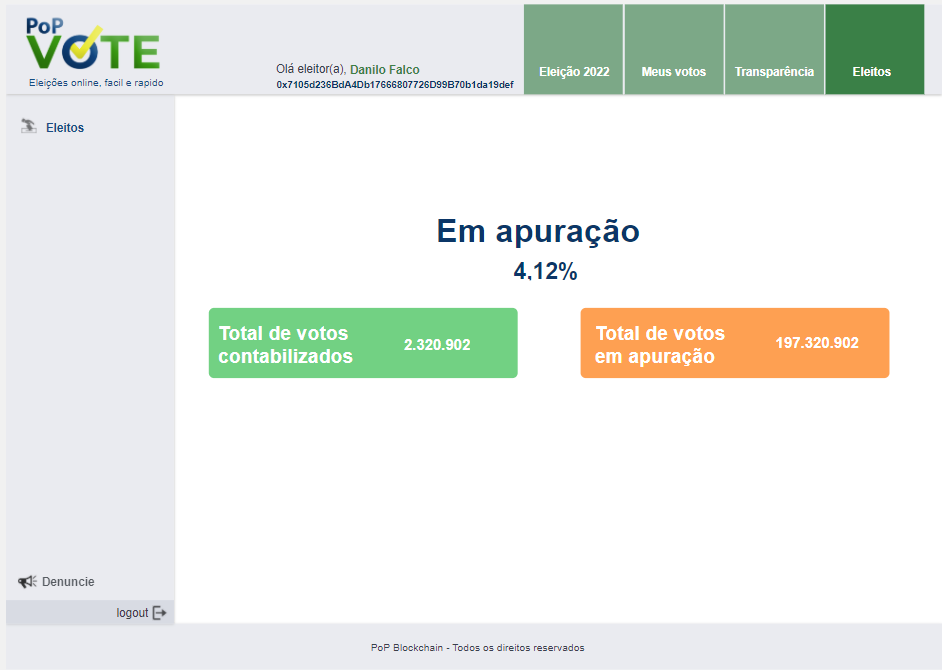 PoP
VOTE
Eleições online, facil e rapido
Olá eleitor(a), Danilo Falco
0x7105d236BdA4Db17666807726D99B70b1da19def
Eleição 2022
Meus votos
Transparência
Eleitos
Eleitos
Em apuração
4,12%
Total de votos
contabilizados
2.320.902
Total de votos
em apuração
197.320.902
Denuncie
logout
PoP Blockchain - Todos os direitos reservados